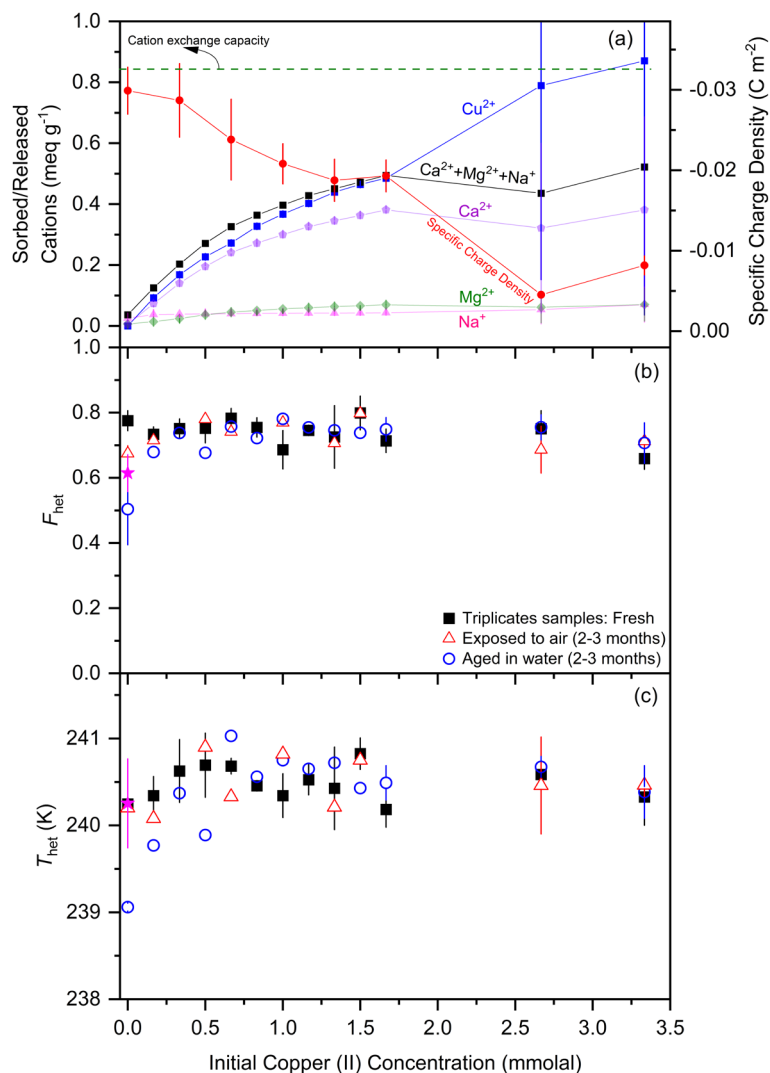 (a)
Cation exchange capacity
Cu²⁺
Ca²⁺+Mg²⁺+Na⁺
Ca²⁺
Specific Charge Density
Mg²⁺
Na⁺
1.0
0.8
0.6
0.4
0.2
0.0
Sorbed/Released
Cations (meq g⁻¹)
-0.03
-0.02
-0.01
0.00
Specific Charge Density (C m⁻²)
(b)
1.0
0.8
0.6
0.4
0.2
0.0
F_het
Triplicates samples: Fresh
Exposed to air (2-3 months)
Aged in water (2-3 months)
(c)
241
240
239
238
T_het (K)
0.0 0.5 1.0 1.5 2.0 2.5 3.0 3.5
Initial Copper (II) Concentration (mmolal)